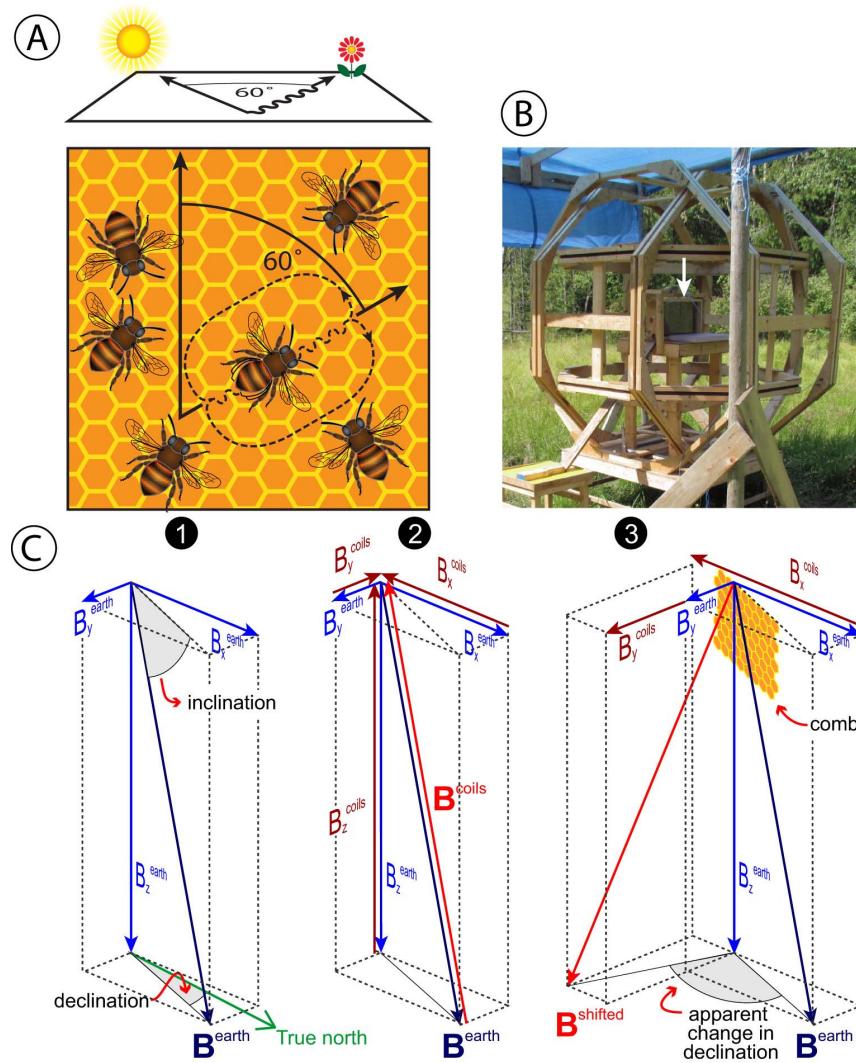 A
60°
B
60°
C
1
2
3
B_y^earth
B_x^earth
inclination
B_z^earth
declination
True north
B^earth
B_y^coils
B_x^coils
B_y^earth
B_x^earth
B^coils
B_z^coils
B_z^earth
B^earth
B_x^coils
B_y^earth
B_y^coils
B_x^earth
comb
B_z^earth
B^shifted
apparent
change in
declination
B^earth